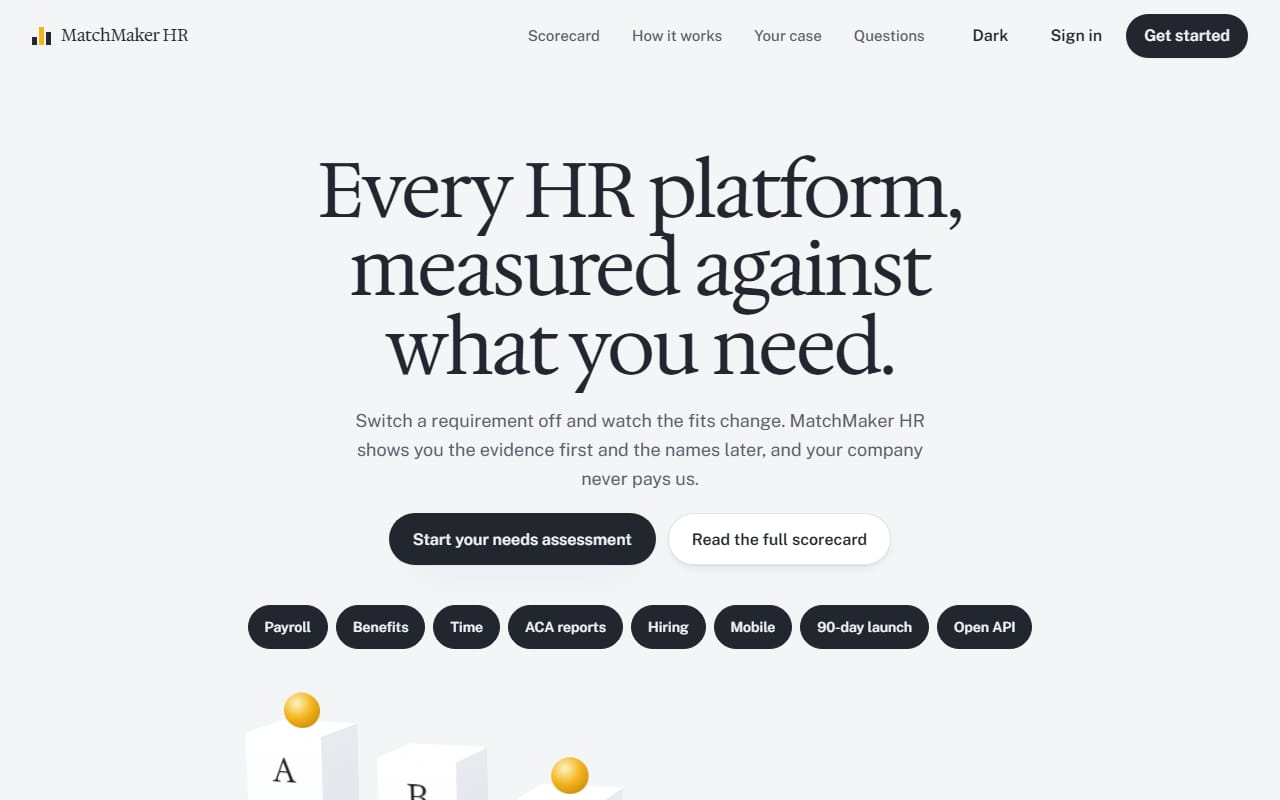 MatchMaker HR
Scorecard
How it works
Your case
Questions
Dark
Sign in
Get started
Every HR platform,
measured against
what you need.
Switch a requirement off and watch the fits change. MatchMaker HR
shows you the evidence first and the names later, and your company
never pays us.
Start your needs assessment
Read the full scorecard
Payroll
Benefits
Time
ACA reports
Hiring
Mobile
90-day launch
Open API
A
B